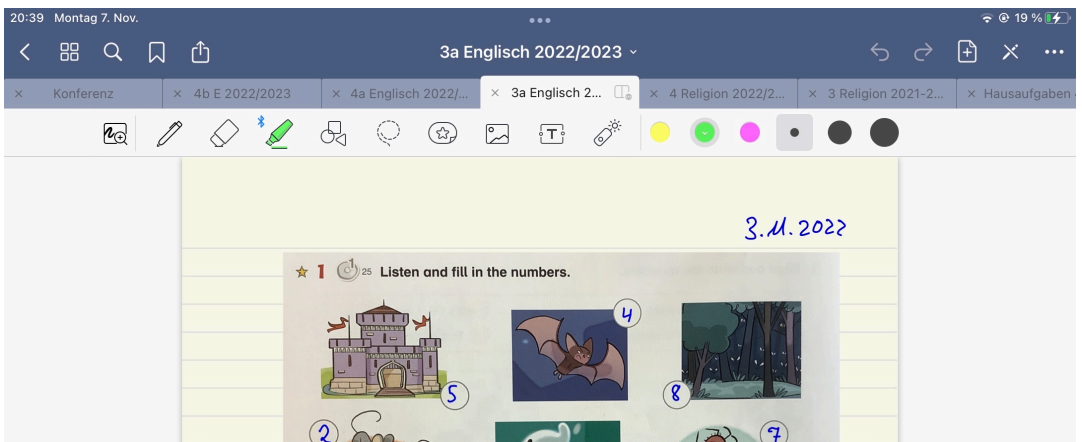 20:39 Montag 7. Nov. 19 %
3a Englisch 2022/2023
Konferenz 4b E 2022/2023 4a Englisch 2022/... 3a Englisch 2... 4 Religion 2022/2... 3 Religion 2021-2... Hausaufgaben
T
3.11.2022
1 1 25 Listen and fill in the numbers.
4
5
8
2
7